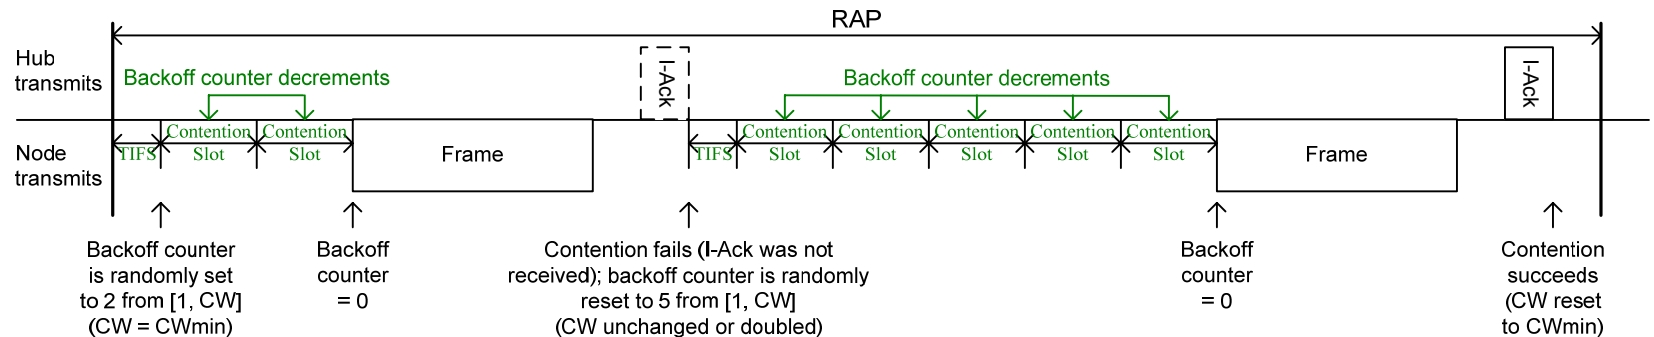 RAP
Hub
transmits
Backoff counter decrements
I-Ack
Backoff counter decrements
I-Ack
Contention
Contention
Contention
Contention
Contention
Contention
Contention
TIFS
Slot
Slot
TIFS
Slot
Slot
Slot
Slot
Slot
Node
transmits
Frame
Frame
Backoff counter
is randomly set
to 2 from [1, CW]
(CW = CWmin)
Backoff
counter
= 0
Contention fails (I-Ack was not
received); backoff counter is randomly
reset to 5 from [1, CW]
(CW unchanged or doubled)
Backoff
counter
= 0
Contention
succeeds
(CW reset
to CWmin)